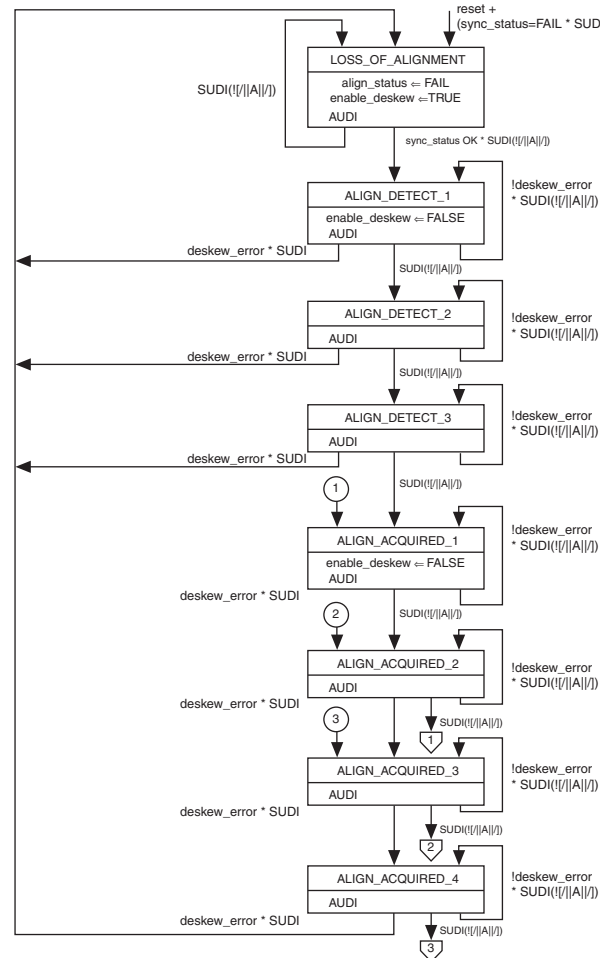 reset +
(sync_status=FAIL * SUDI
LOSS_OF_ALIGNMENT
SUDI(![/||A||/])
align_status ⇐ FAIL
enable_deskew ⇐TRUE
AUDI
sync_status OK * SUDI(![/||A||/])
ALIGN_DETECT_1
!deskew_error
* SUDI(![/||A||/])
enable_deskew ⇐ FALSE
AUDI
deskew_error * SUDI
SUDI(![/||A||/])
ALIGN_DETECT_2
!deskew_error
* SUDI(![/||A||/])
AUDI
deskew_error * SUDI
SUDI(![/||A||/])
ALIGN_DETECT_3
!deskew_error
* SUDI(![/||A||/])
AUDI
deskew_error * SUDI
SUDI(![/||A||/])
1
ALIGN_ACQUIRED_1
!deskew_error
* SUDI(![/||A||/])
enable_deskew ⇐ FALSE
AUDI
deskew_error * SUDI
SUDI(![/||A||/])
2
ALIGN_ACQUIRED_2
!deskew_error
* SUDI(![/||A||/])
AUDI
deskew_error * SUDI
SUDI(![/||A||/])
1
3
ALIGN_ACQUIRED_3
!deskew_error
* SUDI(![/||A||/])
AUDI
deskew_error * SUDI
SUDI(![/||A||/])
2
ALIGN_ACQUIRED_4
!deskew_error
* SUDI(![/||A||/])
AUDI
deskew_error * SUDI
SUDI(![/||A||/])
3